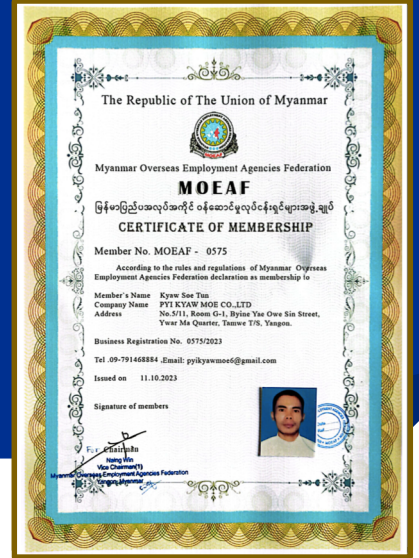 The Republic of The Union of Myanmar
Myanmar Overseas Employment Agencies Federation
MOEAF
မြန်မာပြည်ပအလုပ်အကိုင် ဝန်ဆောင်မှုလုပ်ငန်းရှင်များအဖွဲ့ချုပ်
CERTIFICATE OF MEMBERSHIP
Member No. MOEAF - 0575
According to the rules and regulations of Myanmar Overseas
Employment Agencies Federation declaration as membership to
Member's Name Kyaw Soe Tun
Company Name PYI KYAW MOE CO.,LTD
Address No.5/11, Room G-1, Byine Yae Owe Sin Street,
Ywar Ma Quarter, Tamwe T/S, Yangon.
Business Registration No. 0575/2023
Tel .09-791468884 ,Email: pyikyawmoe6@gmail.com
Issued on 11.10.2023
Signature of members
For Chairman
Naing Win
Vice Chairman(1)
Myanmar Overseas Employment Agencies Federation
Yangon, Myanmar